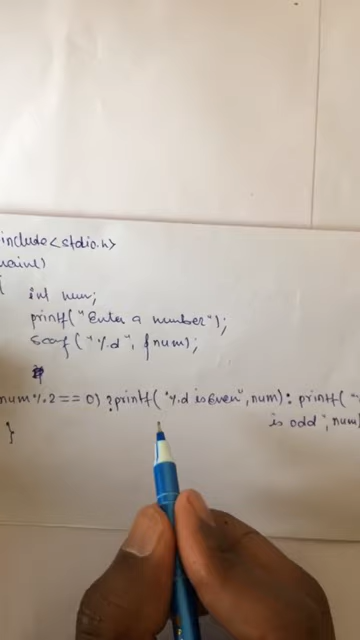 include<stdio.h>
main()
{
int num;
printf("Enter a number");
scanf("%d", &num);
num%2==0)?printf("%d is Even",num): printf("%
is odd",num)
}